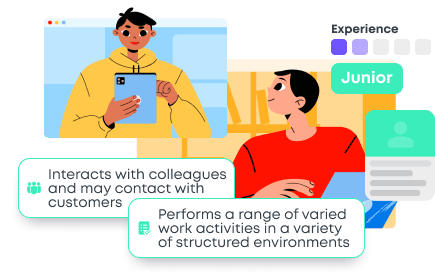 Experience
Junior
Interacts with colleagues
and may contact with
customers
Performs a range of varied
work activities in a variety
of structured environments